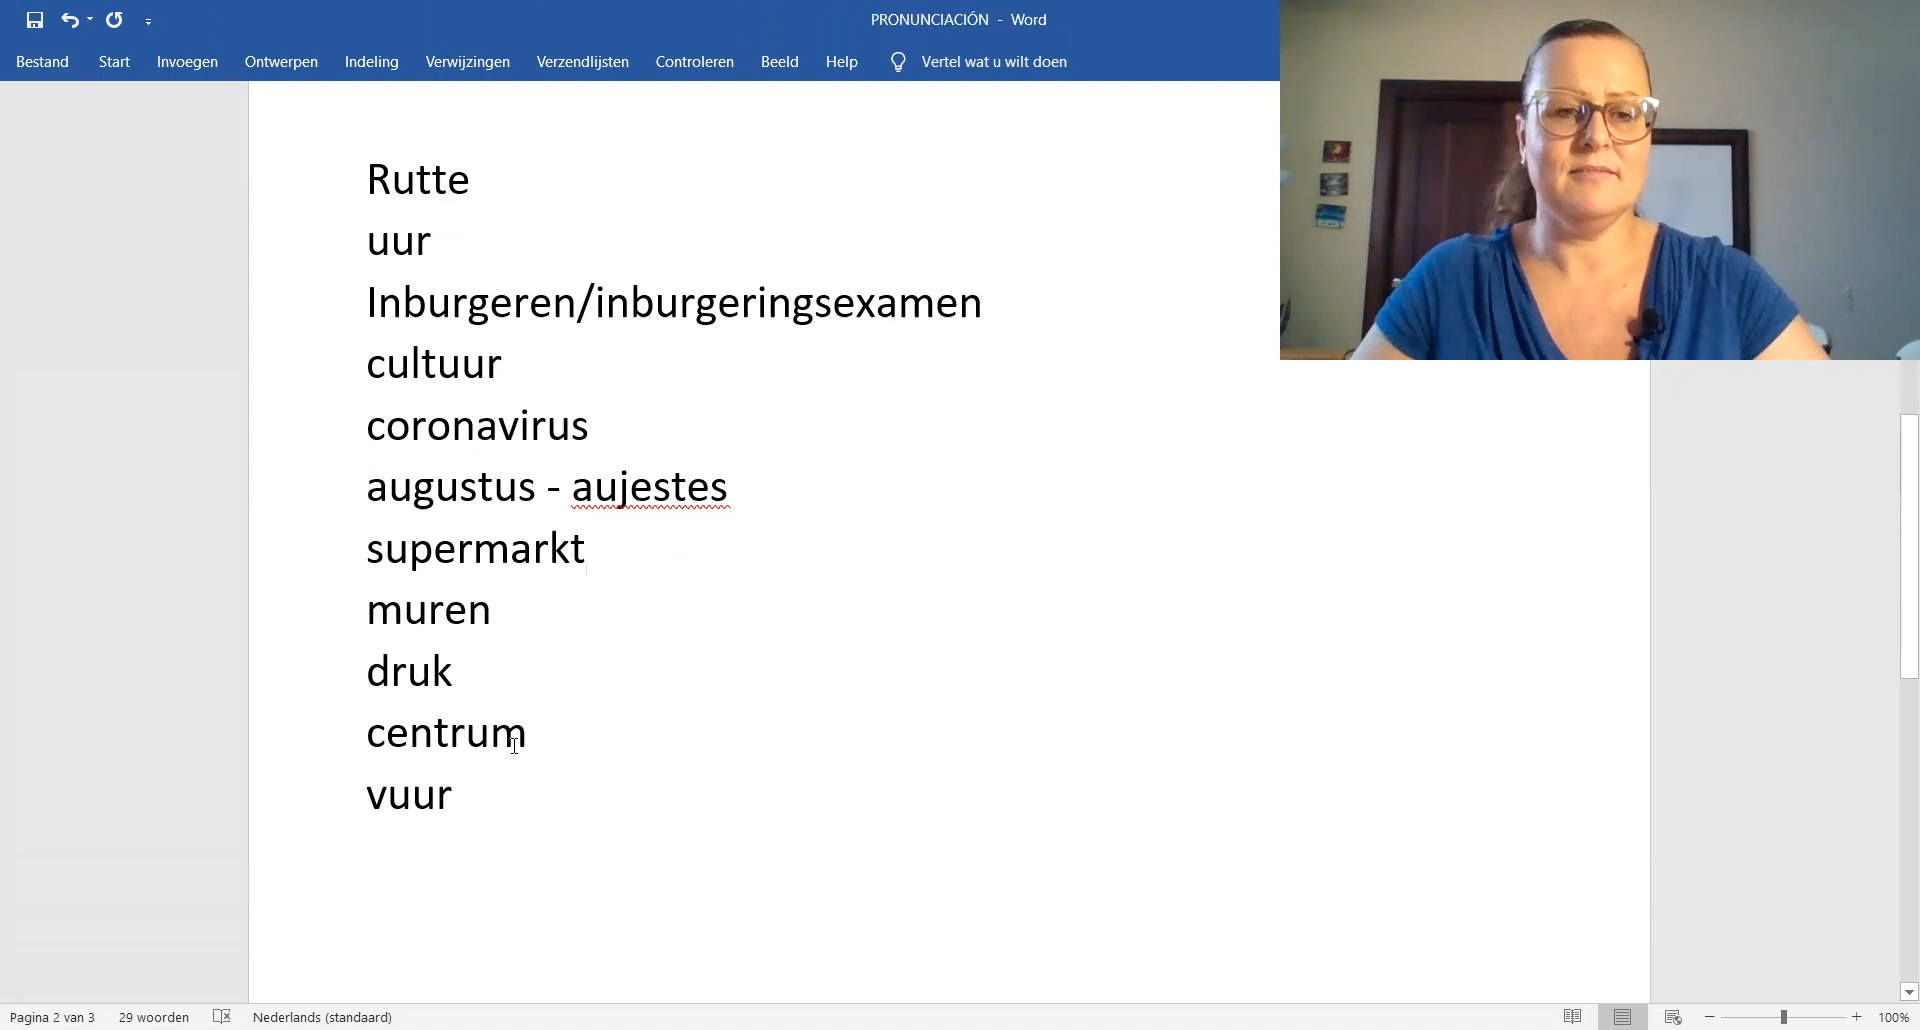 PRONUNCIACIÓN - Word
Bestand Start Invoegen Ontwerpen Indeling Verwijzingen Verzendlijsten Controleren Beeld Help Vertel wat u wilt doen
Rutte
uur
Inburgeren/inburgeringsexamen
cultuur
coronavirus
augustus - aujestes
supermarkt
muren
druk
centrum
vuur
Pagina 2 van 3 29 woorden Nederlands (standaard) 100%